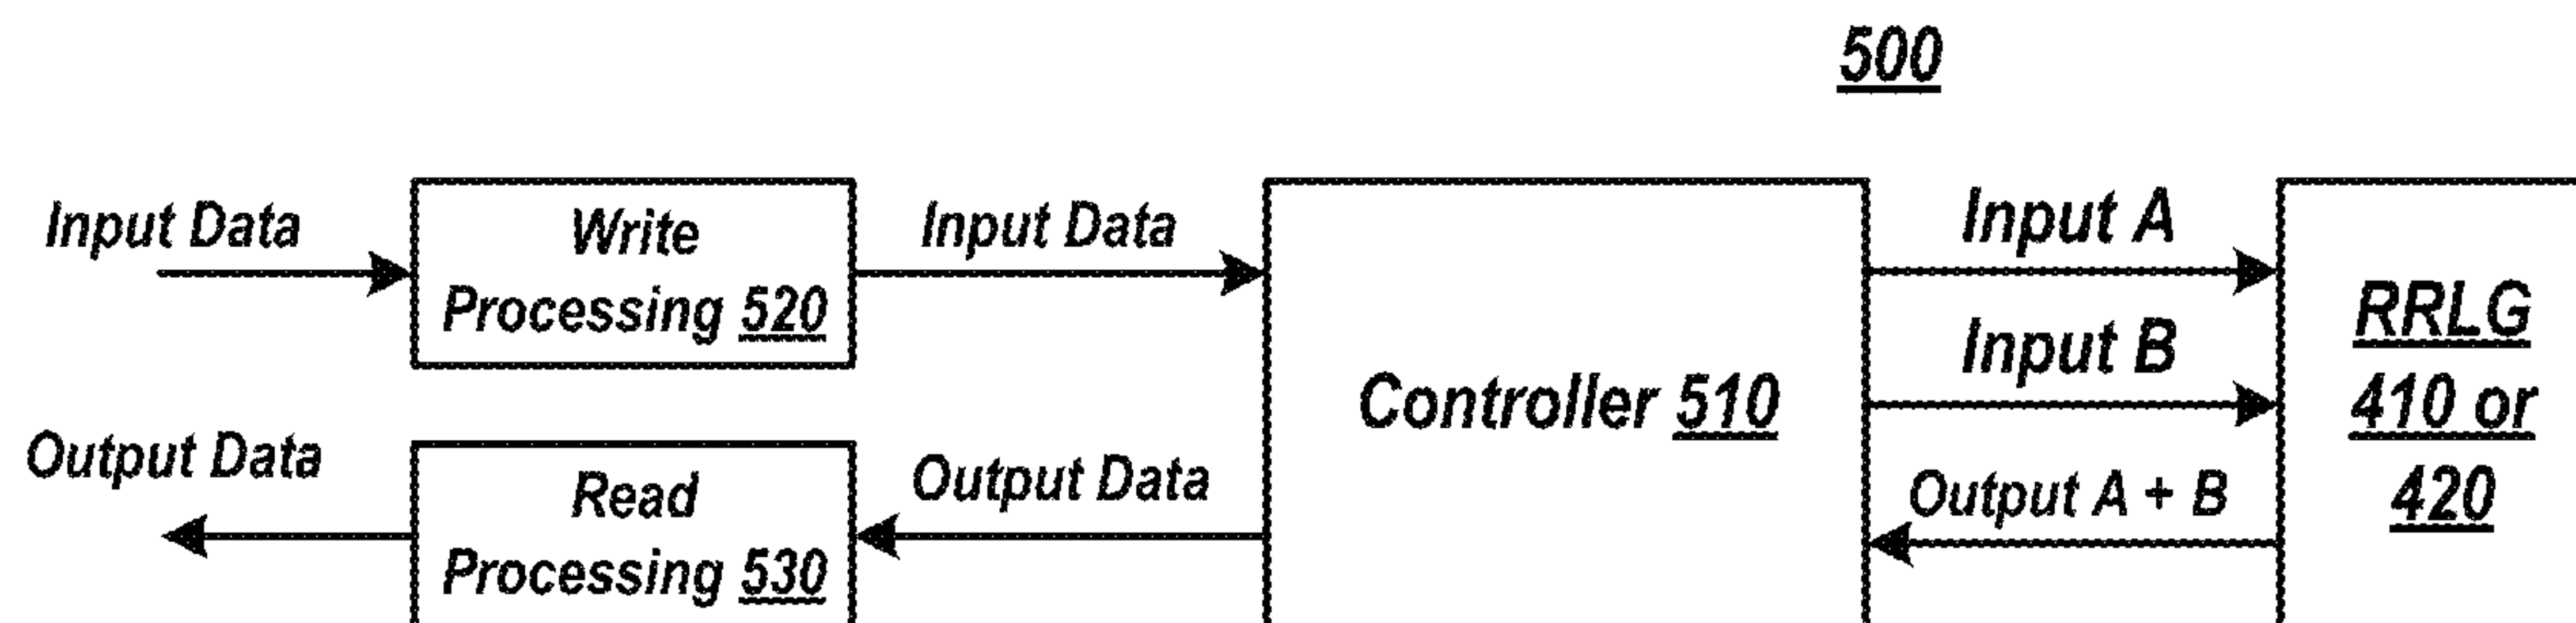 500
Input Data
Write
Processing 520
Input Data
Output Data
Read
Processing 530
Output Data
Controller 510
Input A
Input B
Output A + B
RRLG
410 or
420